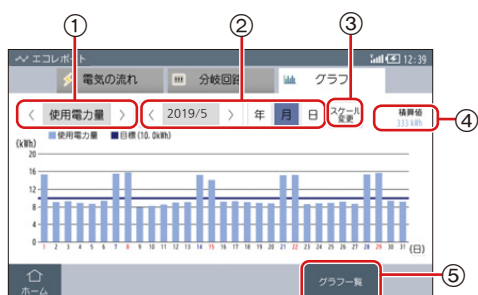 ① ② ③
エコレポート 12:39
電気の流れ 分岐回路 グラフ
使用電力量 2019/5 年 月 日 スケール
変更 積算値
333 kWh ④
使用電力量 目標(10.0kWh)
(kWh)
20
16
12
8
4
0
1 2 3 4 5 6 7 8 9 10 11 12 13 14 15 16 17 18 19 20 21 22 23 24 25 26 27 28 29 30 31 (日)
ホーム グラフ一覧 ⑤